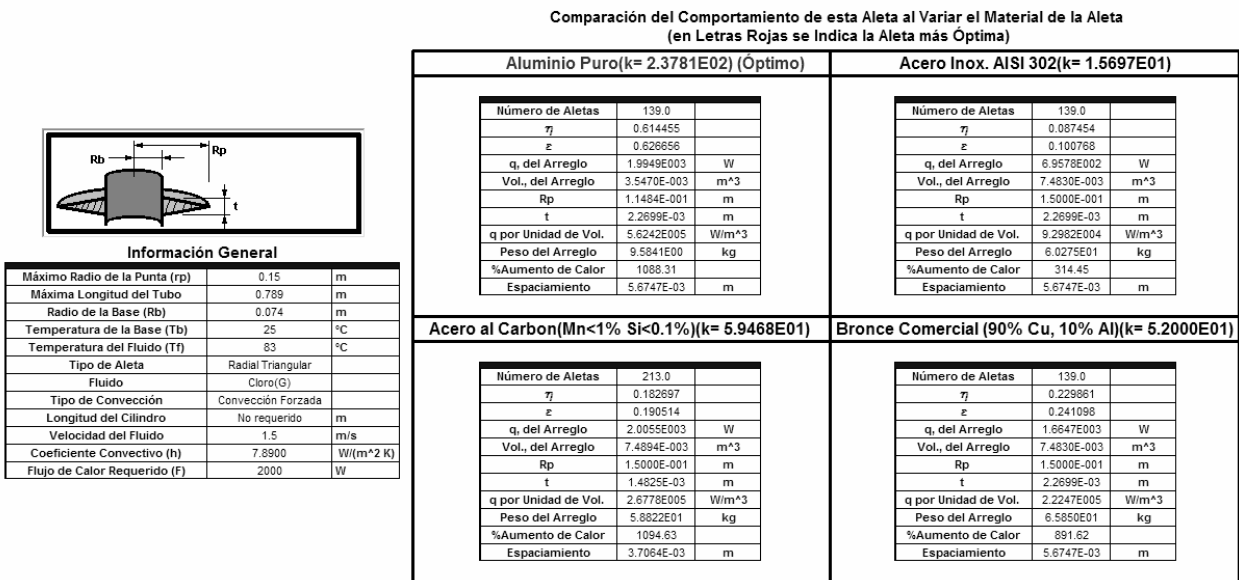 Comparación del Comportamiento de esta Aleta al Variar el Material de la Aleta
(en Letras Rojas se Indica la Aleta más Óptima)
Rb
Rp
t
Información General
Máximo Radio de la Punta (rp) 0.15 m
Máxima Longitud del Tubo 0.789 m
Radio de la Base (Rb) 0.074 m
Temperatura de la Base (Tb) 25 °C
Temperatura del Fluido (Tf) 83 °C
Tipo de Aleta Radial Triangular
Fluido Cloro(G)
Tipo de Convección Convección Forzada
Longitud del Cilindro No requerido m
Velocidad del Fluido 1.5 m/s
Coeficiente Convectivo (h) 7.8900 W/(m^2 K)
Flujo de Calor Requerido (F) 2000 W
Aluminio Puro(k= 2.3781E02) (Óptimo)
Número de Aletas 139.0
η 0.614455
ε 0.626656
q, del Arreglo 1.9949E003 W
Vol., del Arreglo 3.5470E-003 m^3
Rp 1.1484E-001 m
t 2.2699E-03 m
q por Unidad de Vol. 5.6242E005 W/m^3
Peso del Arreglo 9.5841E00 kg
%Aumento de Calor 1088.31
Espaciamiento 5.6747E-03 m
Acero Inox. AISI 302(k= 1.5697E01)
Número de Aletas 139.0
η 0.087454
ε 0.100768
q, del Arreglo 6.9578E002 W
Vol., del Arreglo 7.4830E-003 m^3
Rp 1.5000E-001 m
t 2.2699E-03 m
q por Unidad de Vol. 9.2982E004 W/m^3
Peso del Arreglo 6.0275E01 kg
%Aumento de Calor 314.45
Espaciamiento 5.6747E-03 m
Acero al Carbon(Mn<1% Si<0.1%)(k= 5.9468E01)
Número de Aletas 213.0
η 0.182697
ε 0.190514
q, del Arreglo 2.0055E003 W
Vol., del Arreglo 7.4894E-003 m^3
Rp 1.5000E-001 m
t 1.4825E-03 m
q por Unidad de Vol. 2.6778E005 W/m^3
Peso del Arreglo 5.8822E01 kg
%Aumento de Calor 1094.63
Espaciamiento 3.7064E-03 m
Bronce Comercial (90% Cu, 10% Al)(k= 5.2000E01)
Número de Aletas 139.0
η 0.229861
ε 0.241098
q, del Arreglo 1.6647E003 W
Vol., del Arreglo 7.4830E-003 m^3
Rp 1.5000E-001 m
t 2.2699E-03 m
q por Unidad de Vol. 2.2247E005 W/m^3
Peso del Arreglo 6.5850E01 kg
%Aumento de Calor 891.62
Espaciamiento 5.6747E-03 m